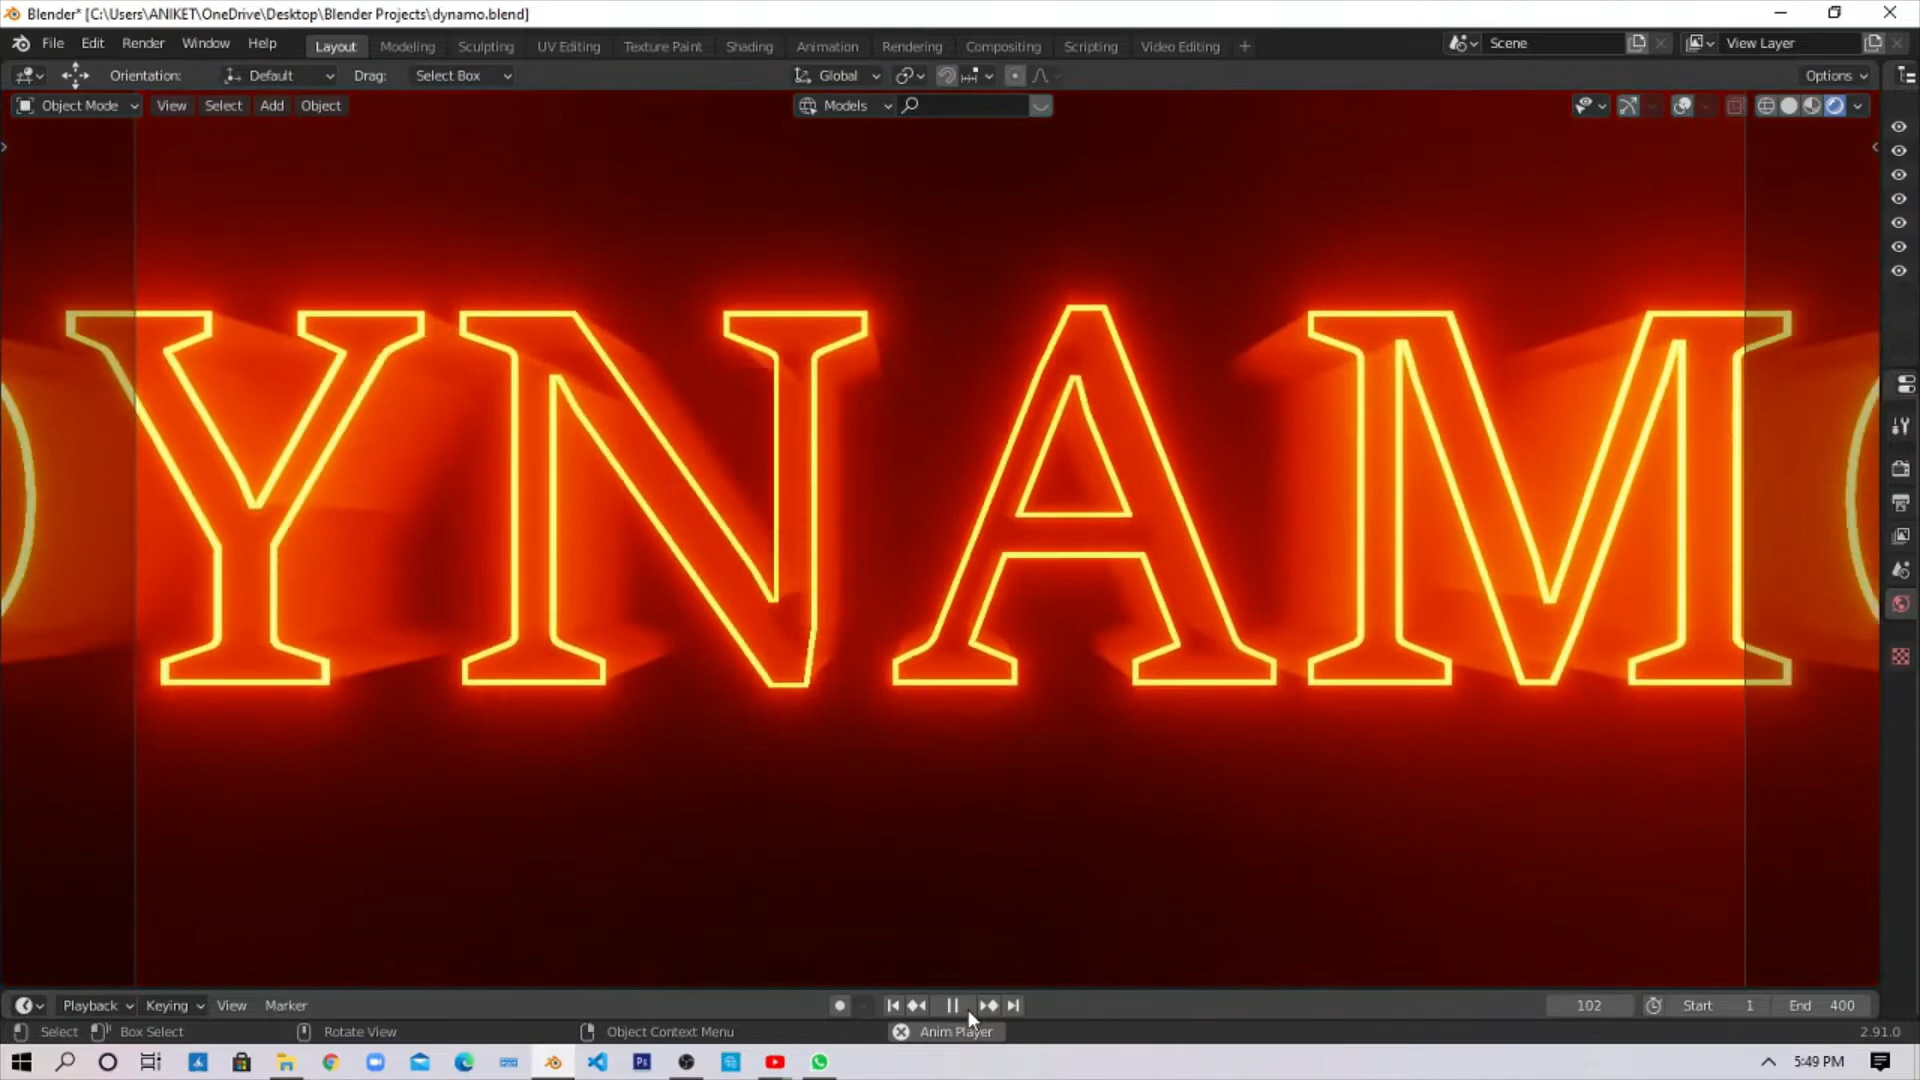 Blender* [C:\Users\ANIKET\OneDrive\Desktop\Blender Projects\dynamo.blend]
File Edit Render Window Help Layout Modeling Sculpting UV Editing Texture Paint Shading Animation Rendering Compositing Scripting Video Editing + Scene View Layer
Orientation: Default Drag: Select Box Global Options
Object Mode View Select Add Object Models
YNAM
Playback Keying View Marker 102 Start 1 End 400
Select Box Select Rotate View Object Context Menu Anim Player 2.91.0
Ps 5:49 PM